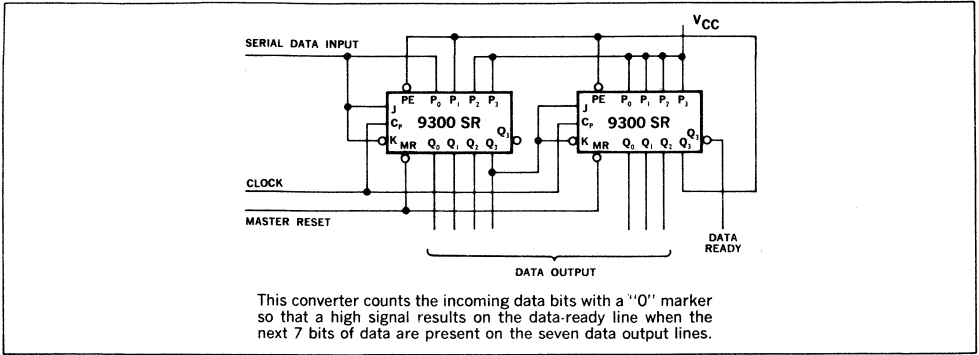 VCC
SERIAL DATA INPUT
PE P0 P1 P2 P3
PE P0 P1 P2 P3
J
CP 9300 SR
K MR Q0 Q1 Q2 Q3 Q3
J
CP 9300 SR
K MR Q0 Q1 Q2 Q3 Q3
CLOCK
MASTER RESET
DATA
READY
DATA OUTPUT
This converter counts the incoming data bits with a "0" marker
so that a high signal results on the data-ready line when the
next 7 bits of data are present on the seven data output lines.